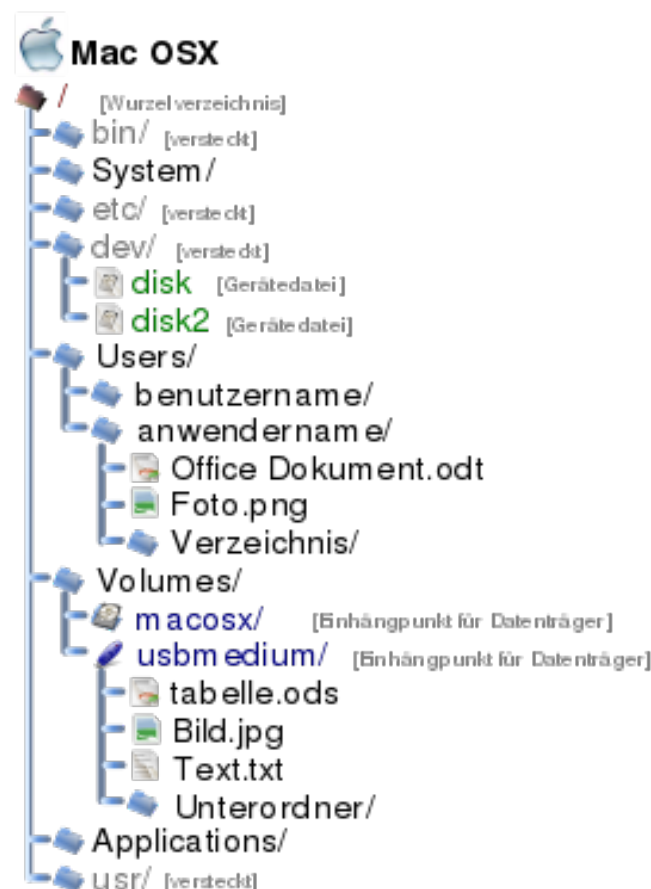 Mac OSX
/ [Wurzelverzeichnis]
bin/ [versteckt]
System/
etc/ [versteckt]
dev/ [versteckt]
disk [Gerätedatei]
disk2 [Gerätedatei]
Users/
benutzername/
anwendername/
Office Dokument.odt
Foto.png
Verzeichnis/
Volumes/
macosx/ [Einhängpunkt für Datenträger]
usbmedium/ [Einhängpunkt für Datenträger]
tabelle.ods
Bild.jpg
Text.txt
Unterordner/
Applications/
usr/ [versteckt]